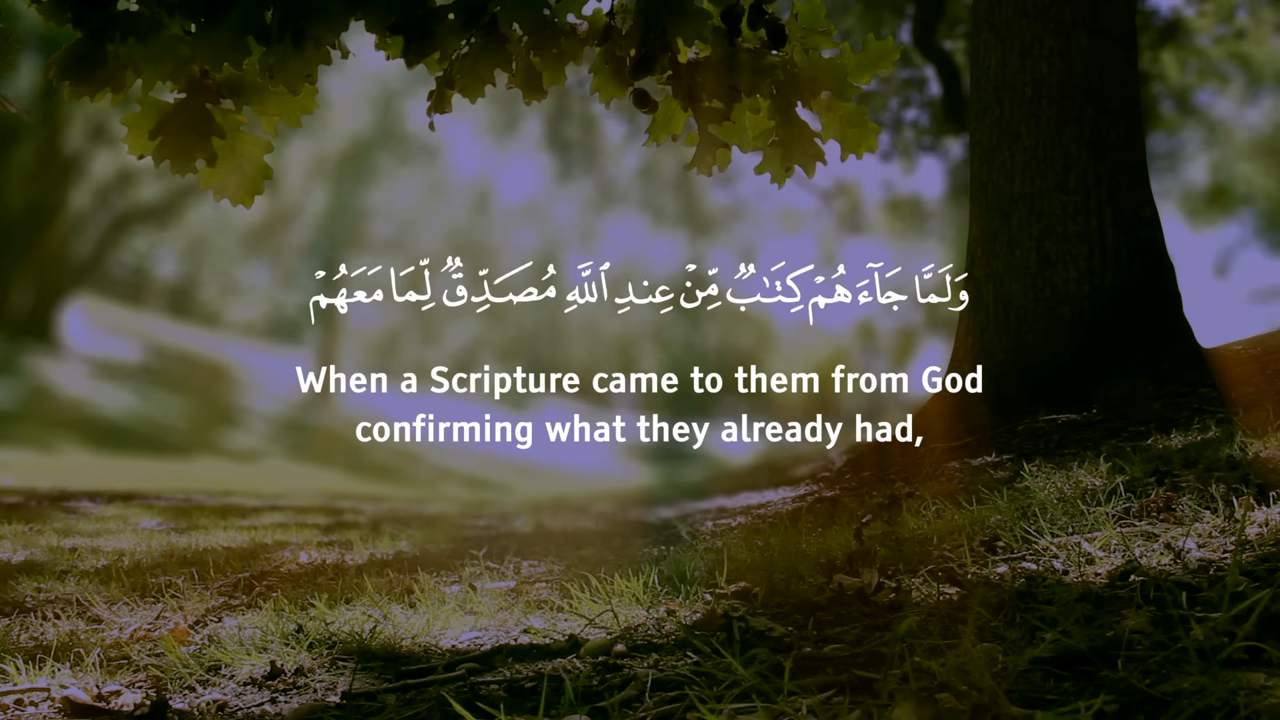 وَلَمَّا جَآءَهُمْ كِتَـٰبٌ مِّنْ عِندِ ٱللَّهِ مُصَدِّقٌ لِّمَا مَعَهُمْ
When a Scripture came to them from God
confirming what they already had,